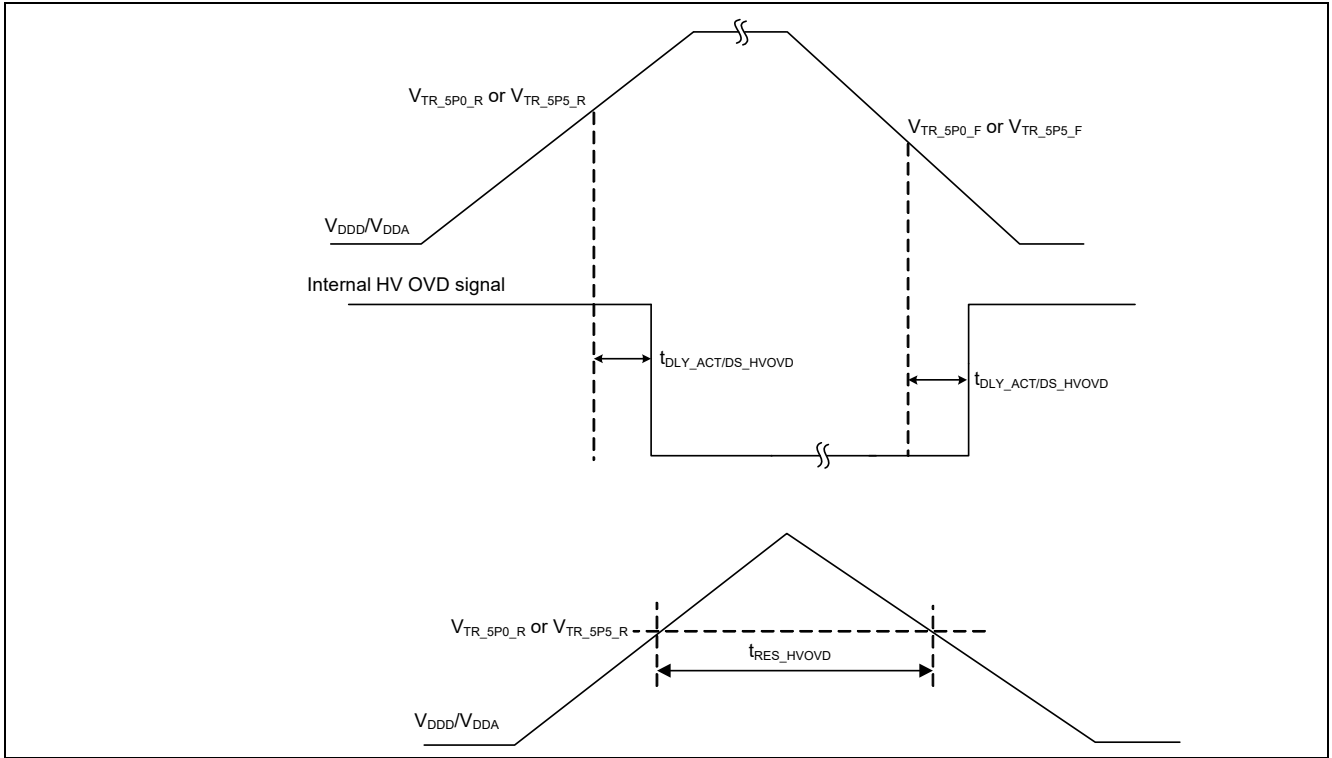 VTR_5P0_R or VTR_5P5_R
VTR_5P0_F or VTR_5P5_F
VDDD/VDDA
Internal HV OVD signal
tDLY_ACT/DS_HVOVD
tDLY_ACT/DS_HVOVD
VTR_5P0_R or VTR_5P5_R
tRES_HVOVD
VDDD/VDDA